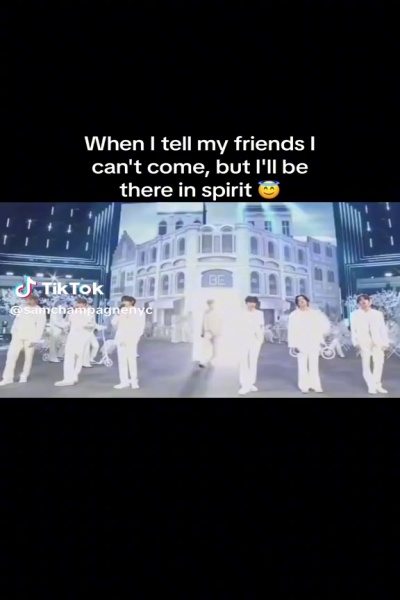 When I tell my friends I
can't come, but I'll be
there in spirit 😇
BE
TikTok
@samchampagnenyc